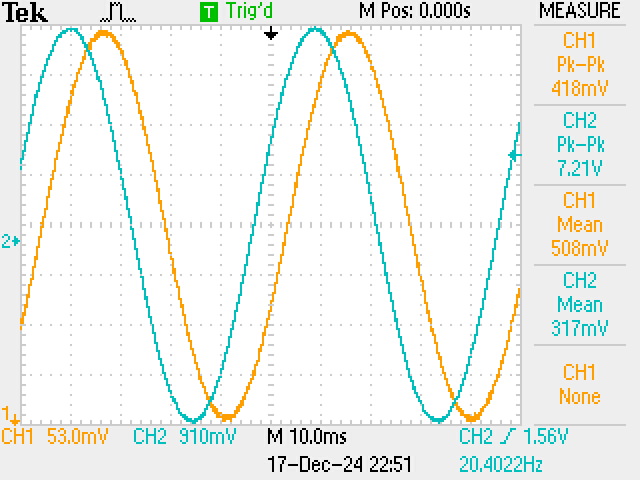 Tek T Trig'd M Pos: 0.000s MEASURE
CH1
Pk-Pk
418mV
CH2
Pk-Pk
7.21V
CH1
Mean
508mV
CH2
Mean
317mV
CH1
None
2
1
CH1 53.0mV CH2 910mV M 10.0ms CH2 1.56V
17-Dec-24 22:51 20.4022Hz